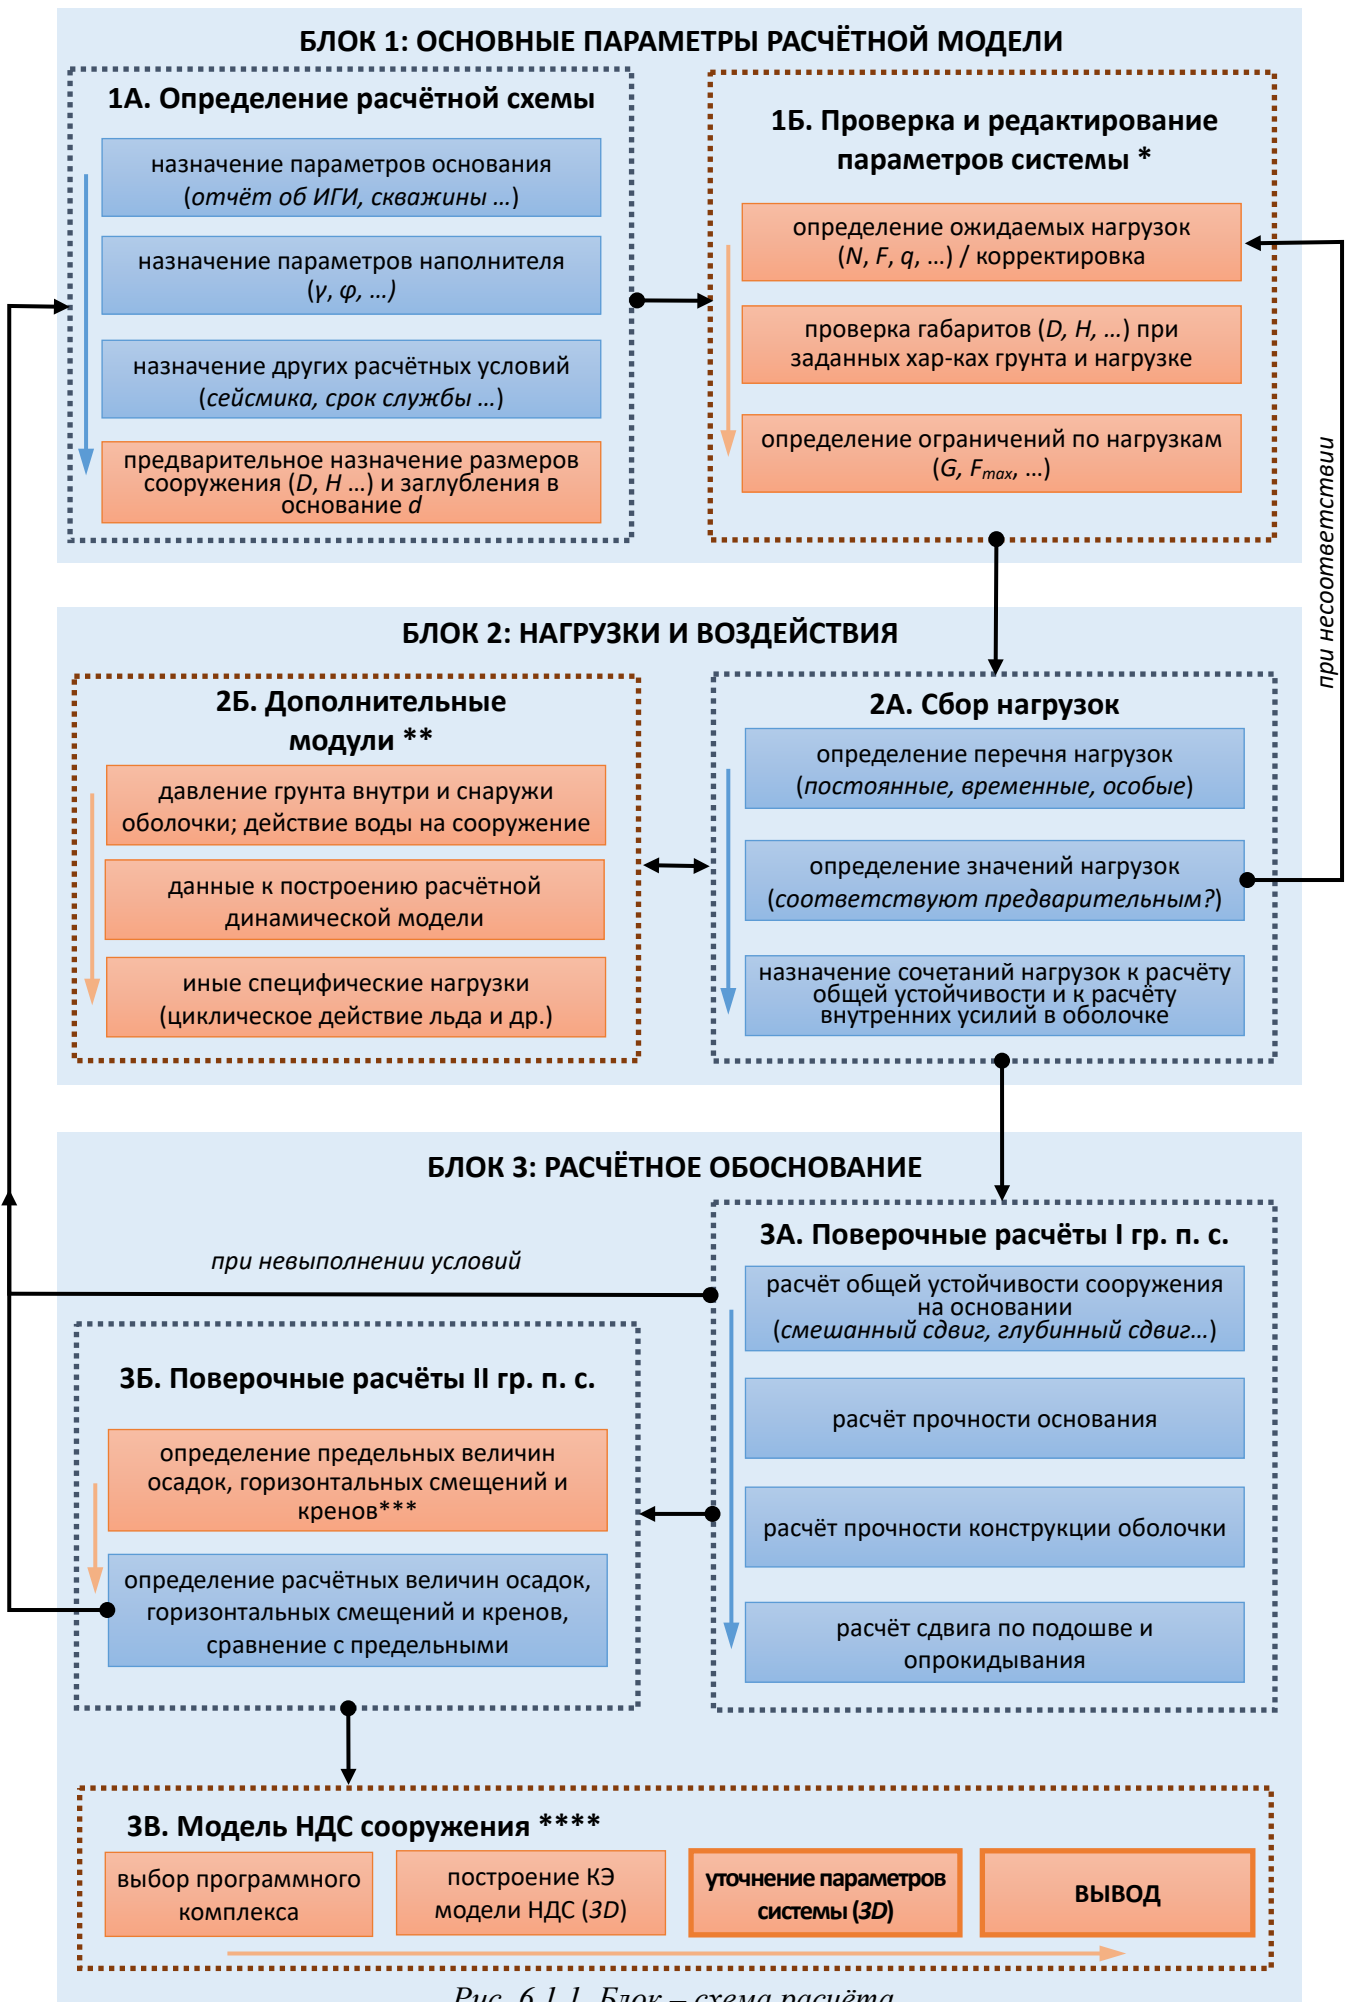 БЛОК 1: ОСНОВНЫЕ ПАРАМЕТРЫ РАСЧЁТНОЙ МОДЕЛИ
1А. Определение расчётной схемы
назначение параметров основания
(отчёт об ИГИ, скважины ...)
назначение параметров наполнителя
(γ, φ, ...)
назначение других расчётных условий
(сейсмика, срок службы ...)
предварительное назначение размеров
сооружения (D, H ...) и заглубления в
основание d
1Б. Проверка и редактирование
параметров системы *
определение ожидаемых нагрузок
(N, F, q, ...) / корректировка
проверка габаритов (D, H, ...) при
заданных хар-ках грунта и нагрузке
определение ограничений по нагрузкам
(G, Fmax, ...)
при несоответствии
БЛОК 2: НАГРУЗКИ И ВОЗДЕЙСТВИЯ
2Б. Дополнительные
модули **
давление грунта внутри и снаружи
оболочки; действие воды на сооружение
данные к построению расчётной
динамической модели
иные специфические нагрузки
(циклическое действие льда и др.)
2А. Сбор нагрузок
определение перечня нагрузок
(постоянные, временные, особые)
определение значений нагрузок
(соответствуют предварительным?)
назначение сочетаний нагрузок к расчёту
общей устойчивости и к расчёту
внутренних усилий в оболочке
БЛОК 3: РАСЧЁТНОЕ ОБОСНОВАНИЕ
3А. Поверочные расчёты I гр. п. с.
расчёт общей устойчивости сооружения
на основании
(смешанный сдвиг, глубинный сдвиг...)
расчёт прочности основания
расчёт прочности конструкции оболочки
расчёт сдвига по подошве и
опрокидывания
при невыполнении условий
3Б. Поверочные расчёты II гр. п. с.
определение предельных величин
осадок, горизонтальных смещений и
кренов***
определение расчётных величин осадок,
горизонтальных смещений и кренов,
сравнение с предельными
3В. Модель НДС сооружения ****
выбор программного
комплекса
построение КЭ
модели НДС (3D)
уточнение параметров
системы (3D)
ВЫВОД
Рис. 6.1.1. Блок – схема расчёта